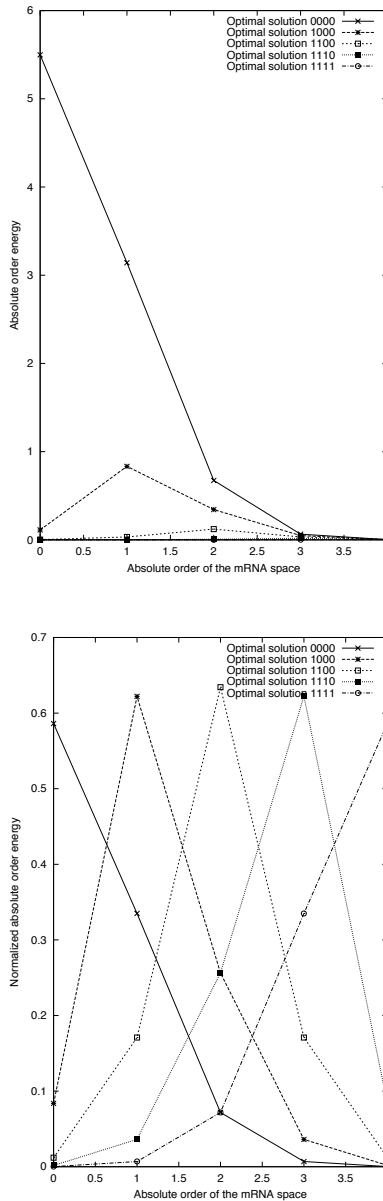 6
5
4
3
2
1
0
0
0.5
1
1.5
2
2.5
3
3.5
Absolute order energy
Absolute order of the mRNA space
Optimal solution 0000
Optimal solution 1000
Optimal solution 1100
Optimal solution 1110
Optimal solution 1111
0.7
0.6
0.5
0.4
0.3
0.2
0.1
0
0
0.5
1
1.5
2
2.5
3
3.5
Normalized absolute order energy
Absolute order of the mRNA space
Optimal solution 0000
Optimal solution 1000
Optimal solution 1100
Optimal solution 1110
Optimal solution 1111